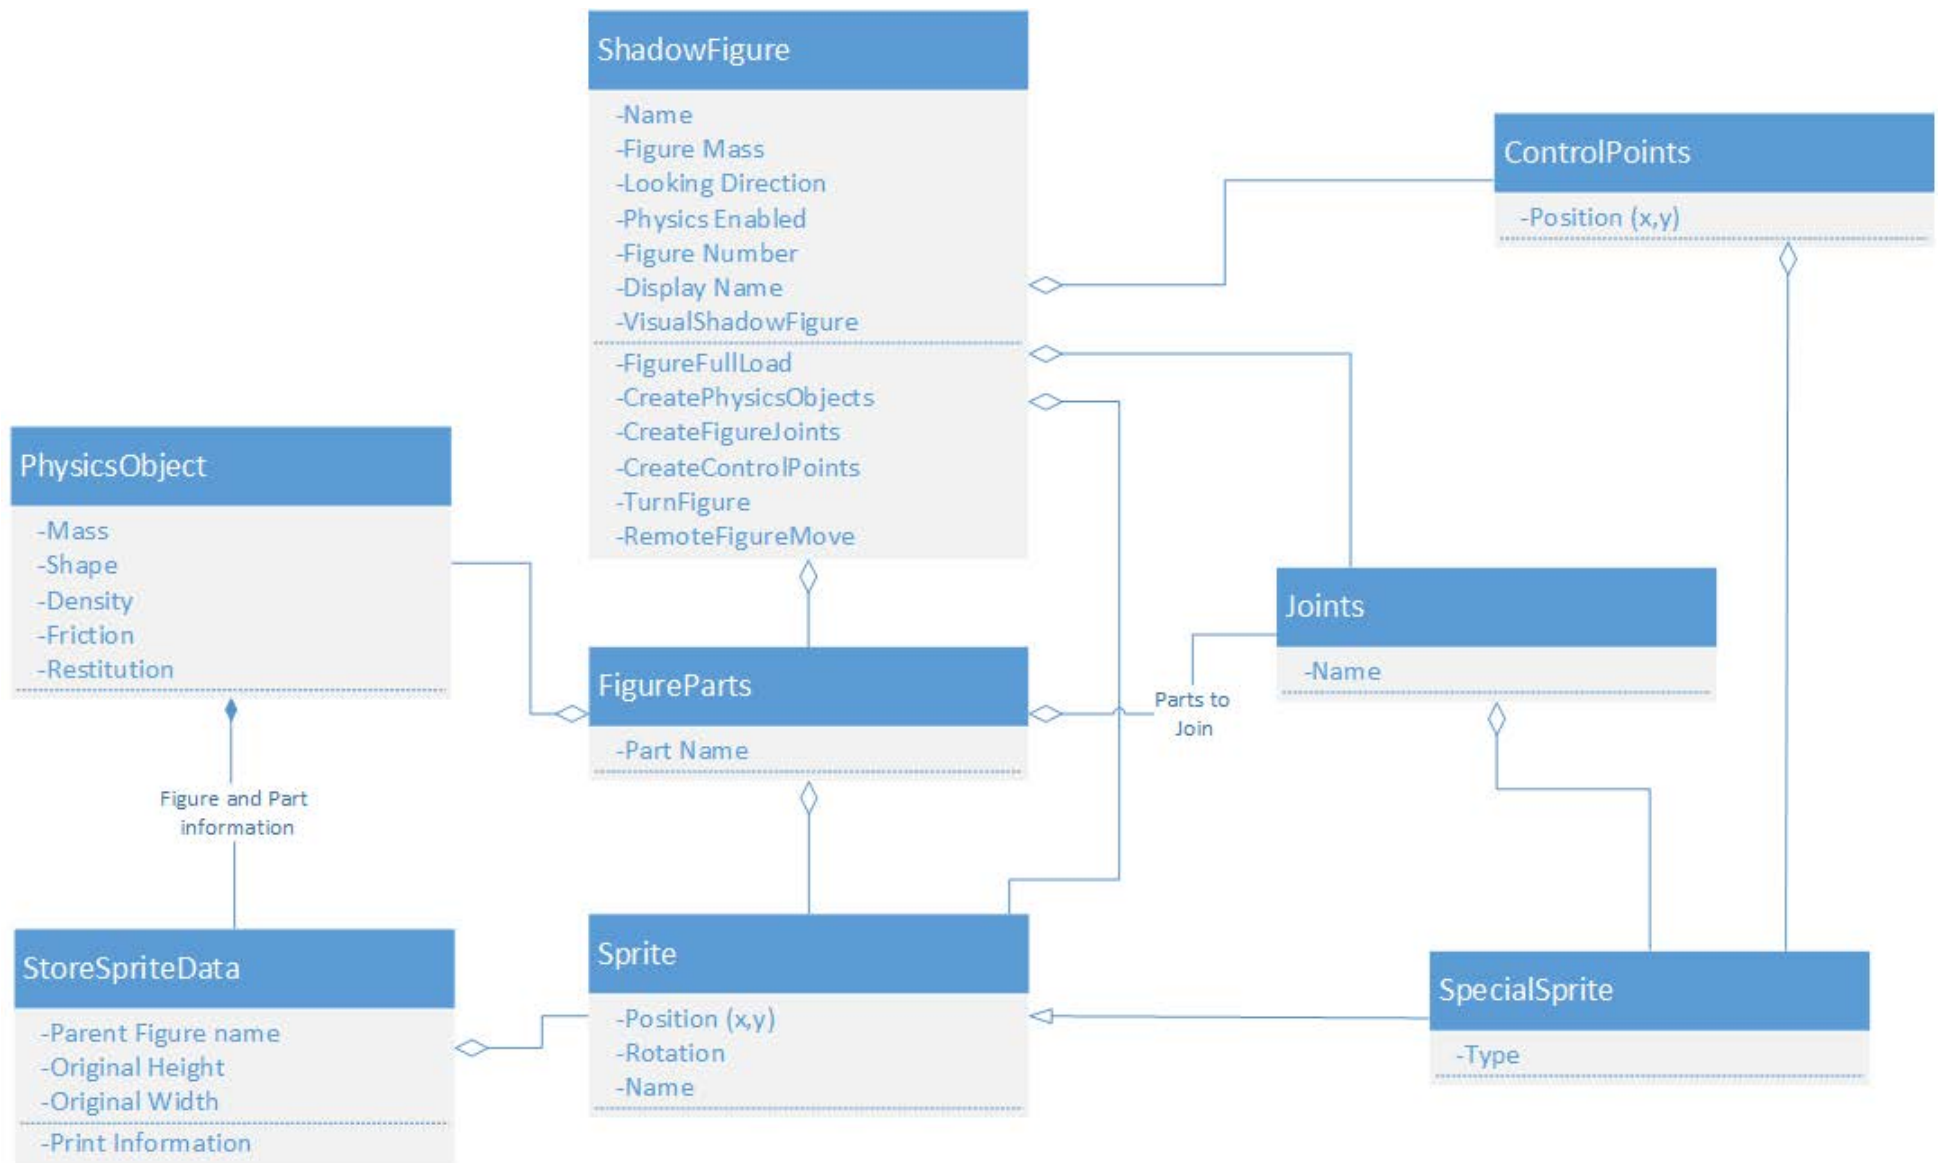 ShadowFigure
-Name
-Figure Mass
-Looking Direction
-Physics Enabled
-Figure Number
-Display Name
-VisualShadowFigure
-FigureFullLoad
-CreatePhysicsObjects
-CreateFigureJoints
-CreateControlPoints
-TurnFigure
-RemoteFigureMove
ControlPoints
-Position (x,y)
PhysicsObject
-Mass
-Shape
-Density
-Friction
-Restitution
Joints
-Name
FigureParts
-Part Name
Parts to
Join
Figure and Part
information
StoreSpriteData
-Parent Figure name
-Original Height
-Original Width
-Print Information
Sprite
-Position (x,y)
-Rotation
-Name
SpecialSprite
-Type